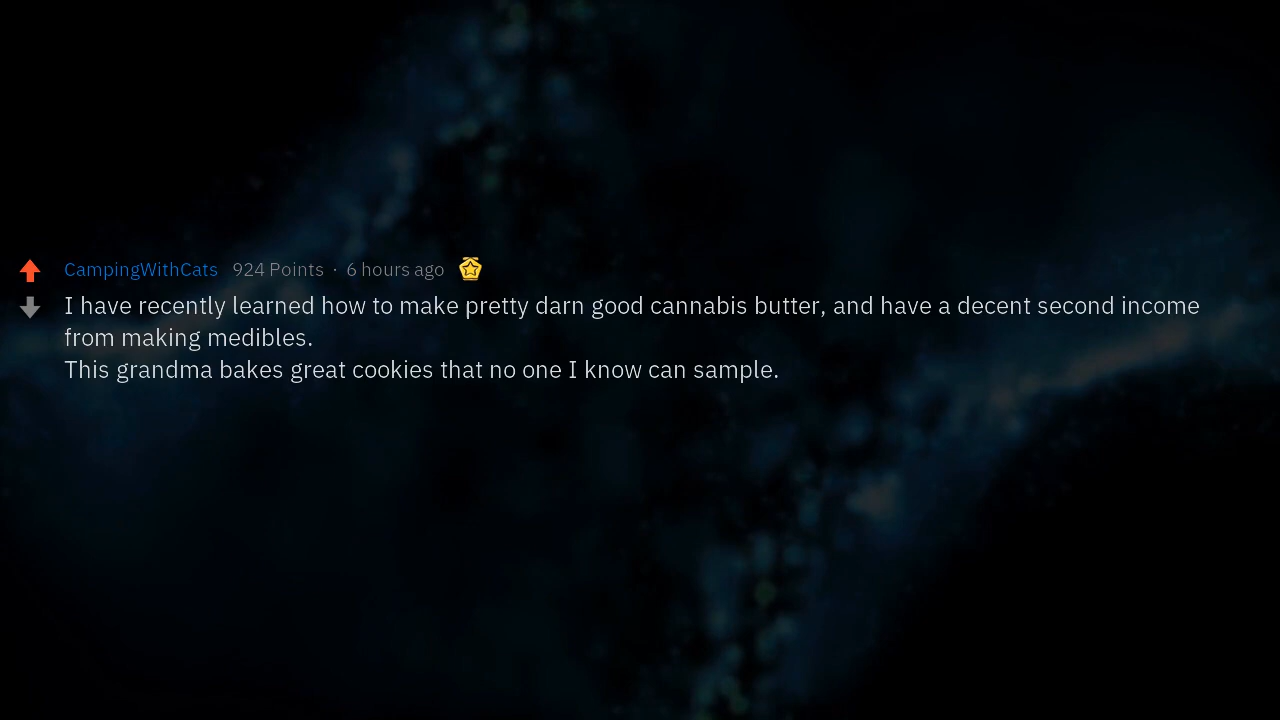 CampingWithCats 924 Points · 6 hours ago
I have recently learned how to make pretty darn good cannabis butter, and have a decent second income
from making medibles.
This grandma bakes great cookies that no one I know can sample.